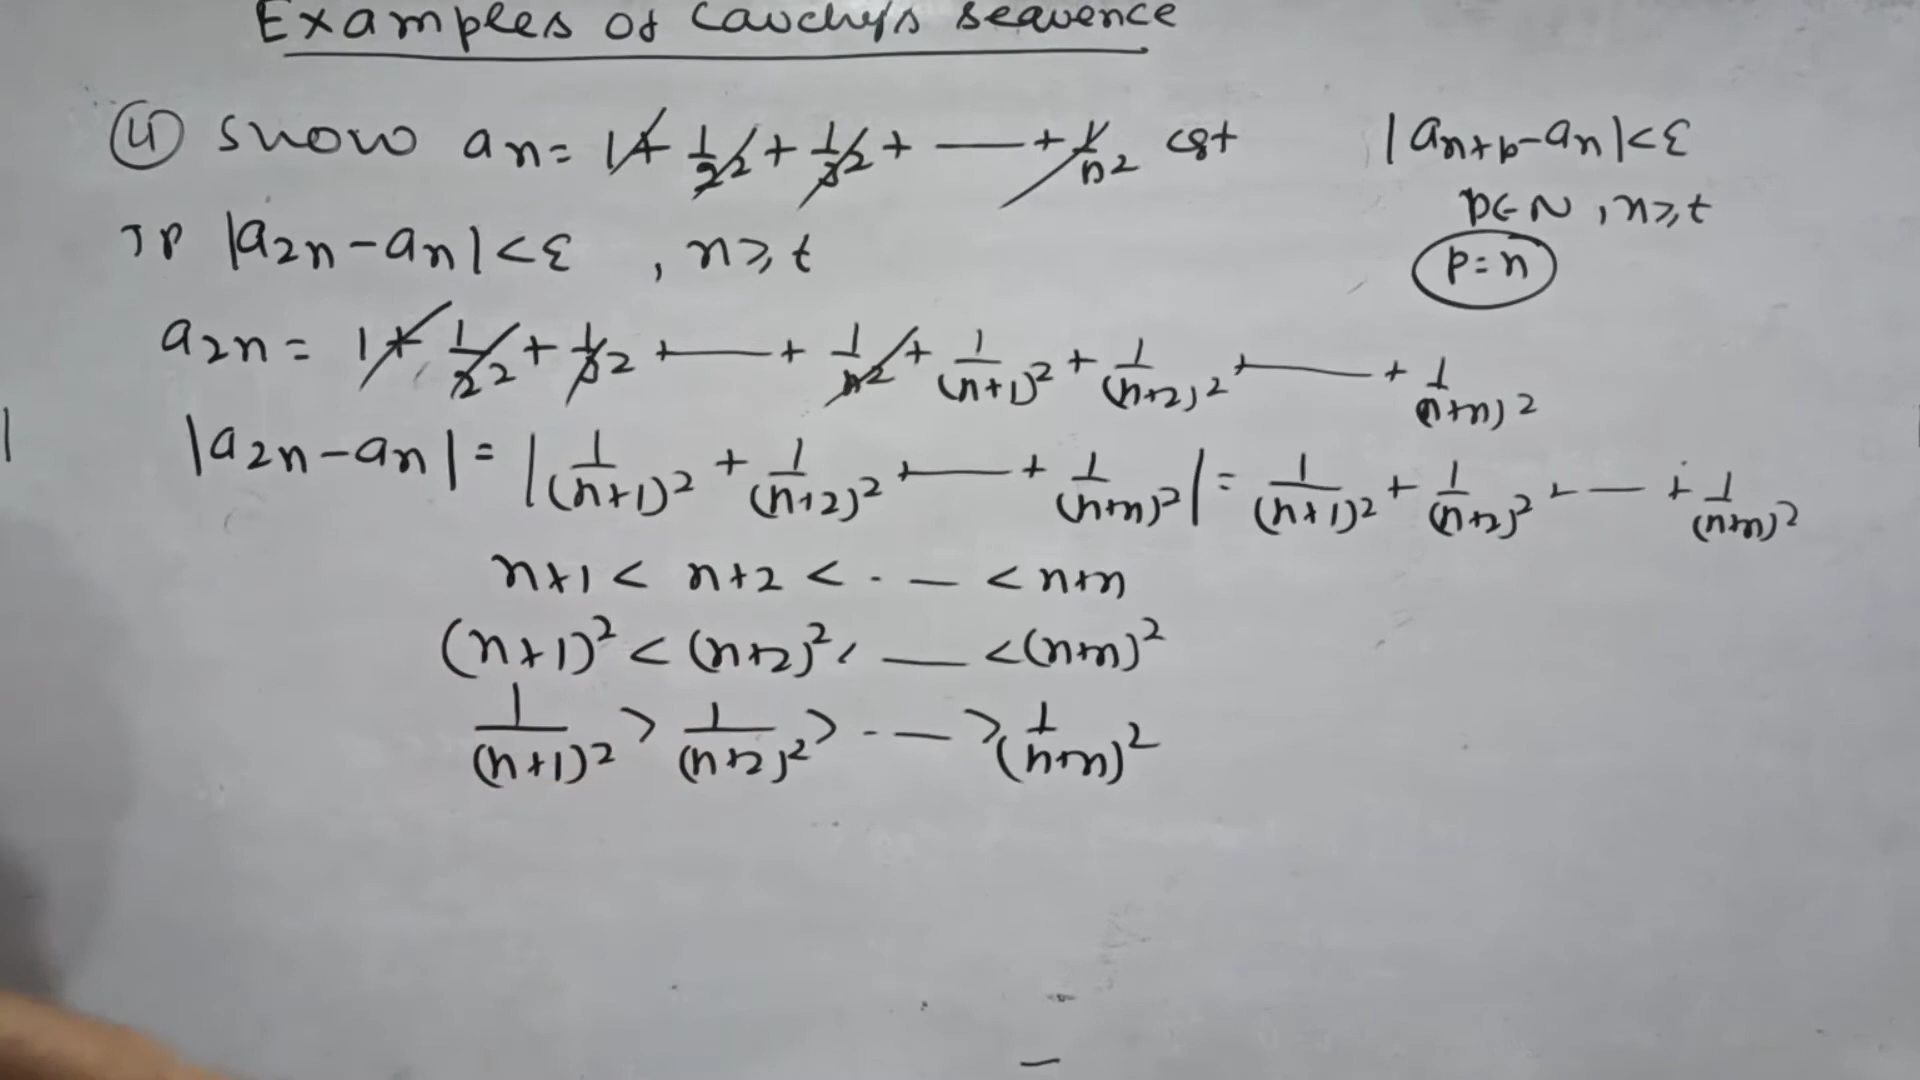 Examples of Cauchy's sequence
④ Show an = 1 + 1/2² + 1/3² + — + 1/n² cgt |an+p - an| < ε
p ∈ N, n ≥ t
TP |a2n - an| < ε , n ≥ t
p = n
a2n = 1 + 1/2² + 1/3² + — + 1/n² + 1/(n+1)² + 1/(n+2)² + — + 1/(n+n)²
|a2n - an| = |1/(n+1)² + 1/(n+2)² + — + 1/(n+n)²| = 1/(n+1)² + 1/(n+2)² + — + 1/(n+n)²
n+1 < n+2 < . — < n+n
(n+1)² < (n+2)² < — < (n+n)²
1/(n+1)² > 1/(n+2)² > . — > 1/(n+n)²